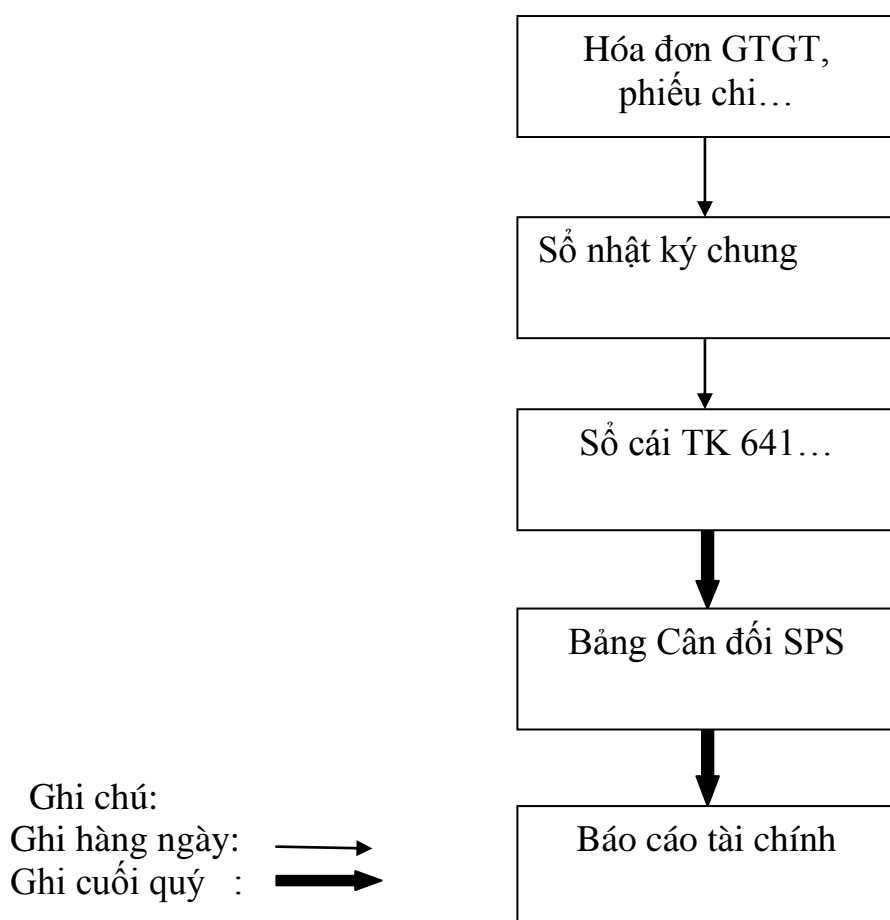 Hóa đơn GTGT,
phiếu chi…
Sổ nhật ký chung
Sổ cái TK 641…
Bảng Cân đối SPS
Báo cáo tài chính
Ghi chú:
Ghi hàng ngày:
Ghi cuối quý :